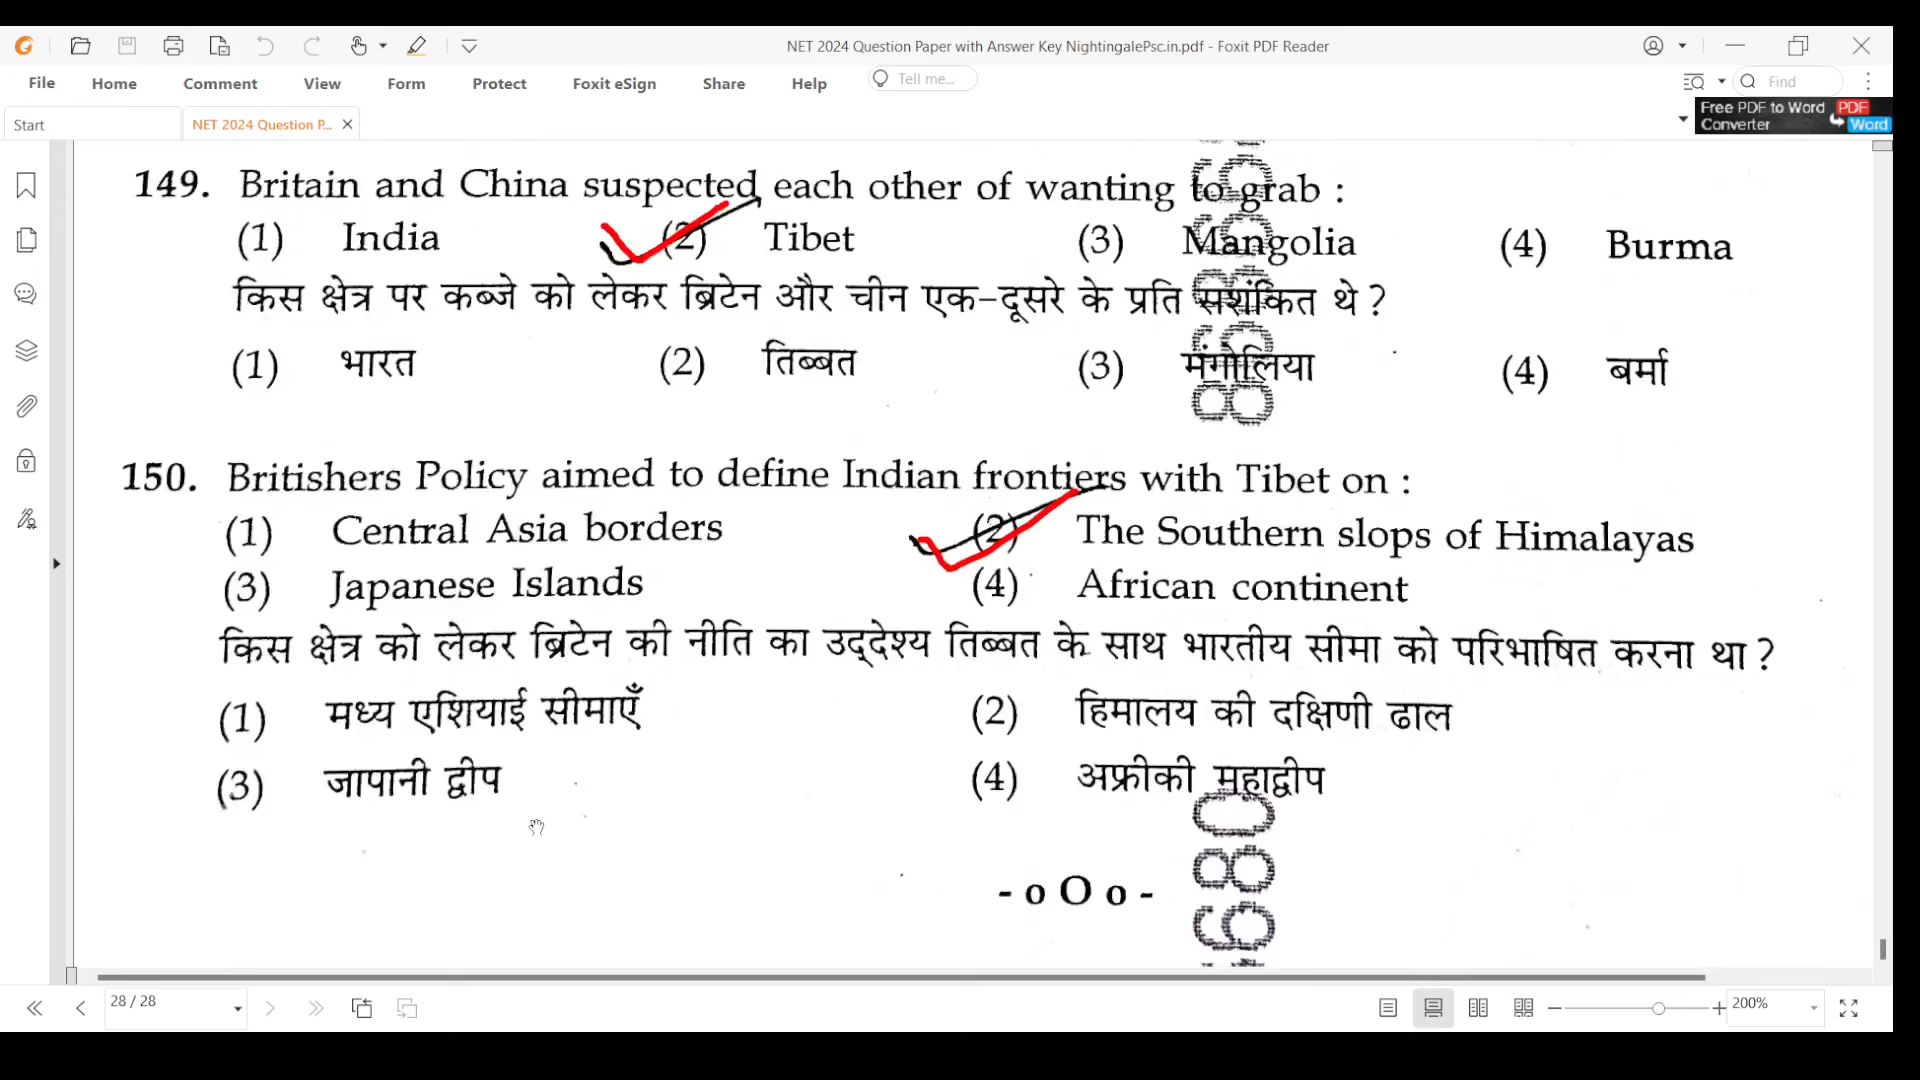 NET 2024 Question Paper with Answer Key NightingalePsc.in.pdf - Foxit PDF Reader
File Home Comment View Form Protect Foxit eSign Share Help Tell me... Find
Free PDF to Word PDF
Converter Word
Start NET 2024 Question P...
149. Britain and China suspected each other of wanting to grab :
(1) India (2) Tibet (3) Mangolia (4) Burma
किस क्षेत्र पर कब्जे को लेकर ब्रिटेन और चीन एक-दूसरे के प्रति सशंकित थे ?
(1) भारत (2) तिब्बत (3) मंगोलिया (4) बर्मा
150. Britishers Policy aimed to define Indian frontiers with Tibet on :
(1) Central Asia borders (2) The Southern slops of Himalayas
(3) Japanese Islands (4) African continent
किस क्षेत्र को लेकर ब्रिटेन की नीति का उद्देश्य तिब्बत के साथ भारतीय सीमा को परिभाषित करना था ?
(1) मध्य एशियाई सीमाएँ (2) हिमालय की दक्षिणी ढाल
(3) जापानी द्वीप (4) अफ्रीकी महाद्वीप
- o O o -
28 / 28 200%